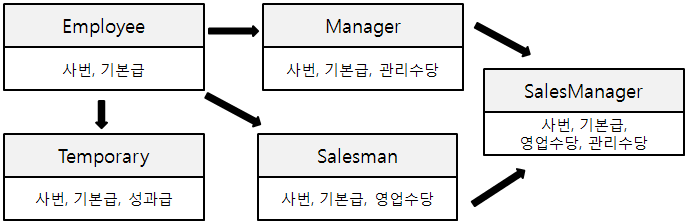 Employee
사번, 기본급
Manager
사번, 기본급, 관리수당
SalesManager
사번, 기본급,
영업수당, 관리수당
Temporary
사번, 기본급, 성과급
Salesman
사번, 기본급, 영업수당